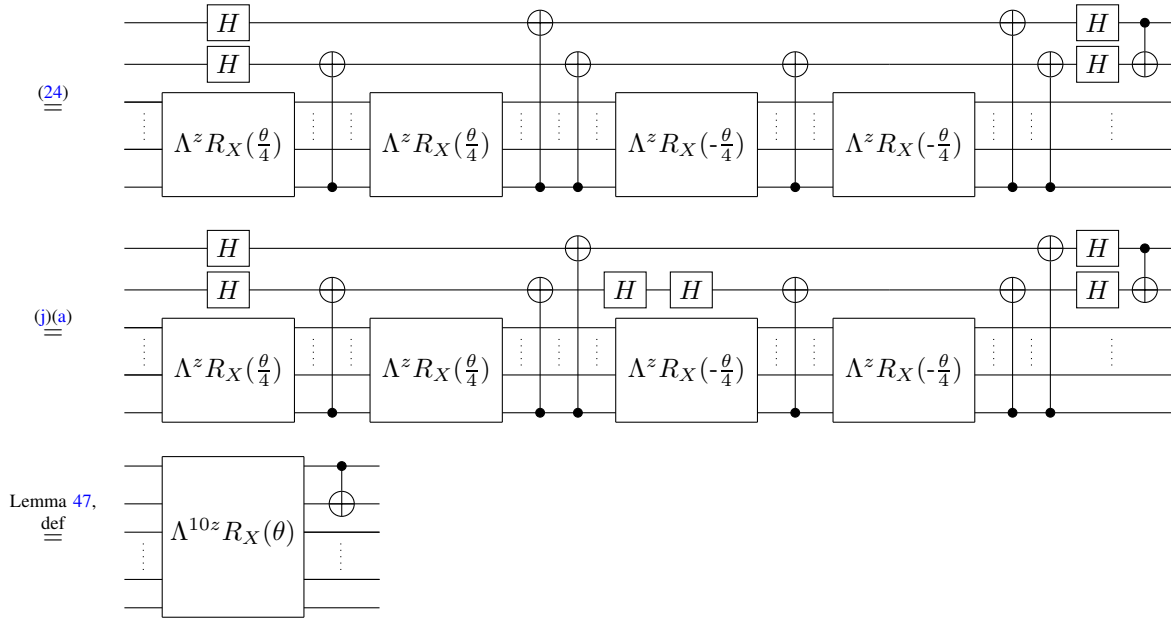 H H
H H
(24)
=
Λ^z R_X(θ/4) Λ^z R_X(θ/4) Λ^z R_X(-θ/4) Λ^z R_X(-θ/4)
H H
H H H H
(j)(a)
=
Λ^z R_X(θ/4) Λ^z R_X(θ/4) Λ^z R_X(-θ/4) Λ^z R_X(-θ/4)
Lemma 47,
def
=
Λ^{10z} R_X(θ)